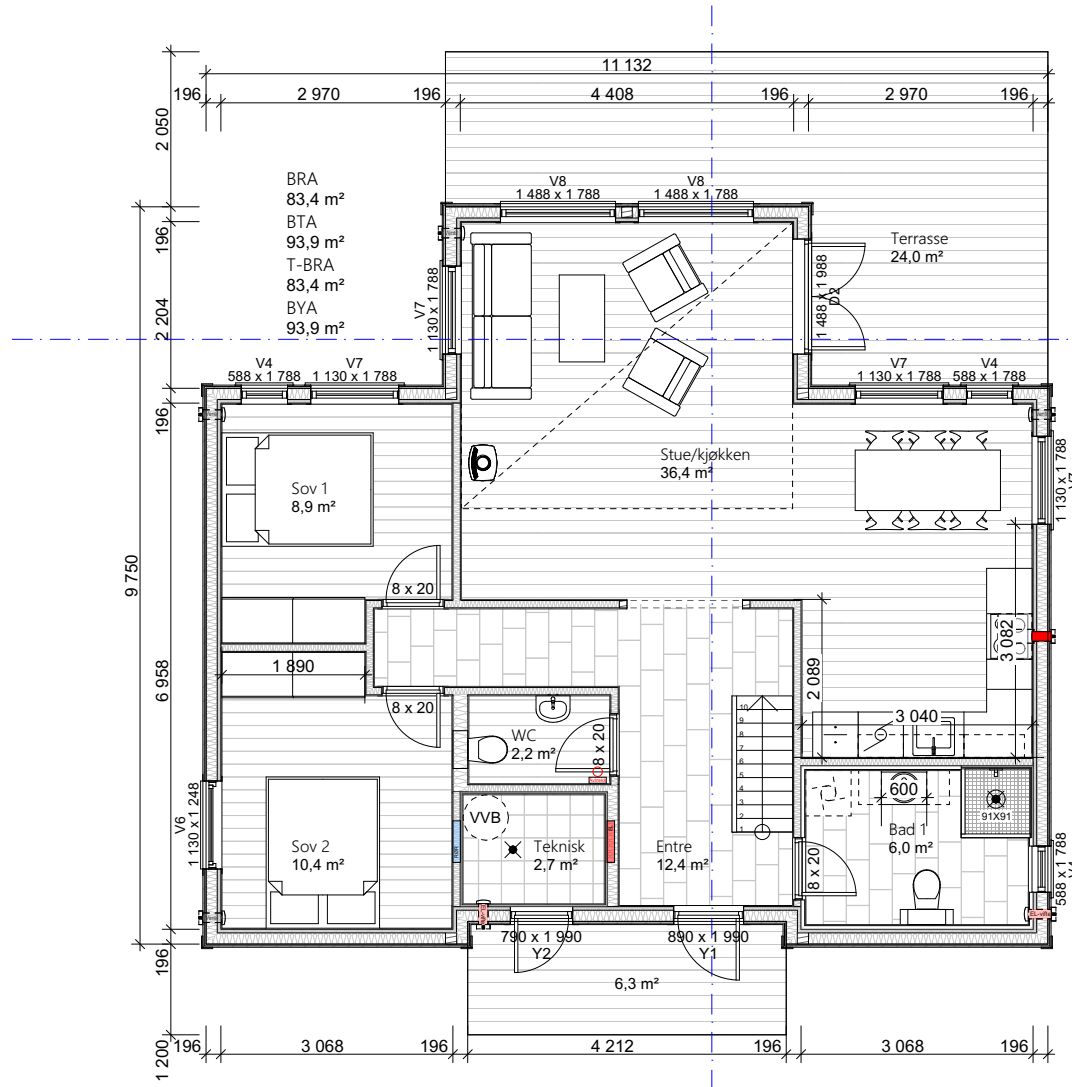 11 132
196
2 970
196
4 408
196
2 970
196
2 050
196
2 204
196
9 750
6 958
196
1 200
BRA
83,4 m²
BTA
93,9 m²
T-BRA
83,4 m²
BYA
93,9 m²
V8
1 488 x 1 788
V8
1 488 x 1 788
Terrasse
24,0 m²
V7
1 130 x 1 788
1 488 x 1 988
D2
V4
588 x 1 788
V7
1 130 x 1 788
V7
1 130 x 1 788
V4
588 x 1 788
Stue/kjøkken
36,4 m²
1 130 x 1 788
V7
Sov 1
8,9 m²
8 x 20
1 890
8 x 20
2 089
3 082
3 040
10
9
8
7
6
5
4
3
2
1
WC
2,2 m²
8 x 20
V6
1 130 x 1 248
Sov 2
10,4 m²
VVB
Teknisk
2,7 m²
Entre
12,4 m²
600
91X91
Bad 1
6,0 m²
8 x 20
588 x 1 788
V4
EL-vifte
790 x 1 990
Y2
890 x 1 990
Y1
6,3 m²
196
3 068
196
4 212
196
3 068
196